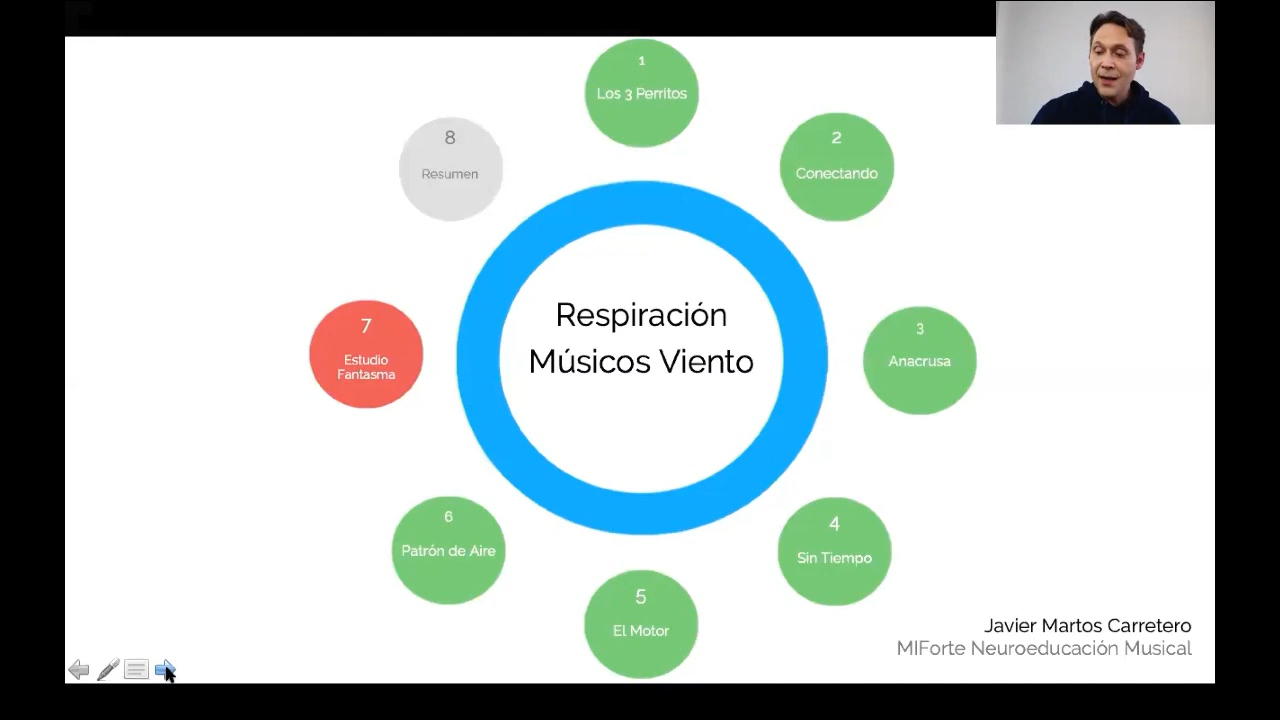 1
Los 3 Perritos
2
Conectando
3
Anacrusa
4
Sin Tiempo
5
El Motor
6
Patrón de Aire
7
Estudio
Fantasma
8
Resumen
Respiración
Músicos Viento
Javier Martos Carretero
MIForte Neuroeducación Musical